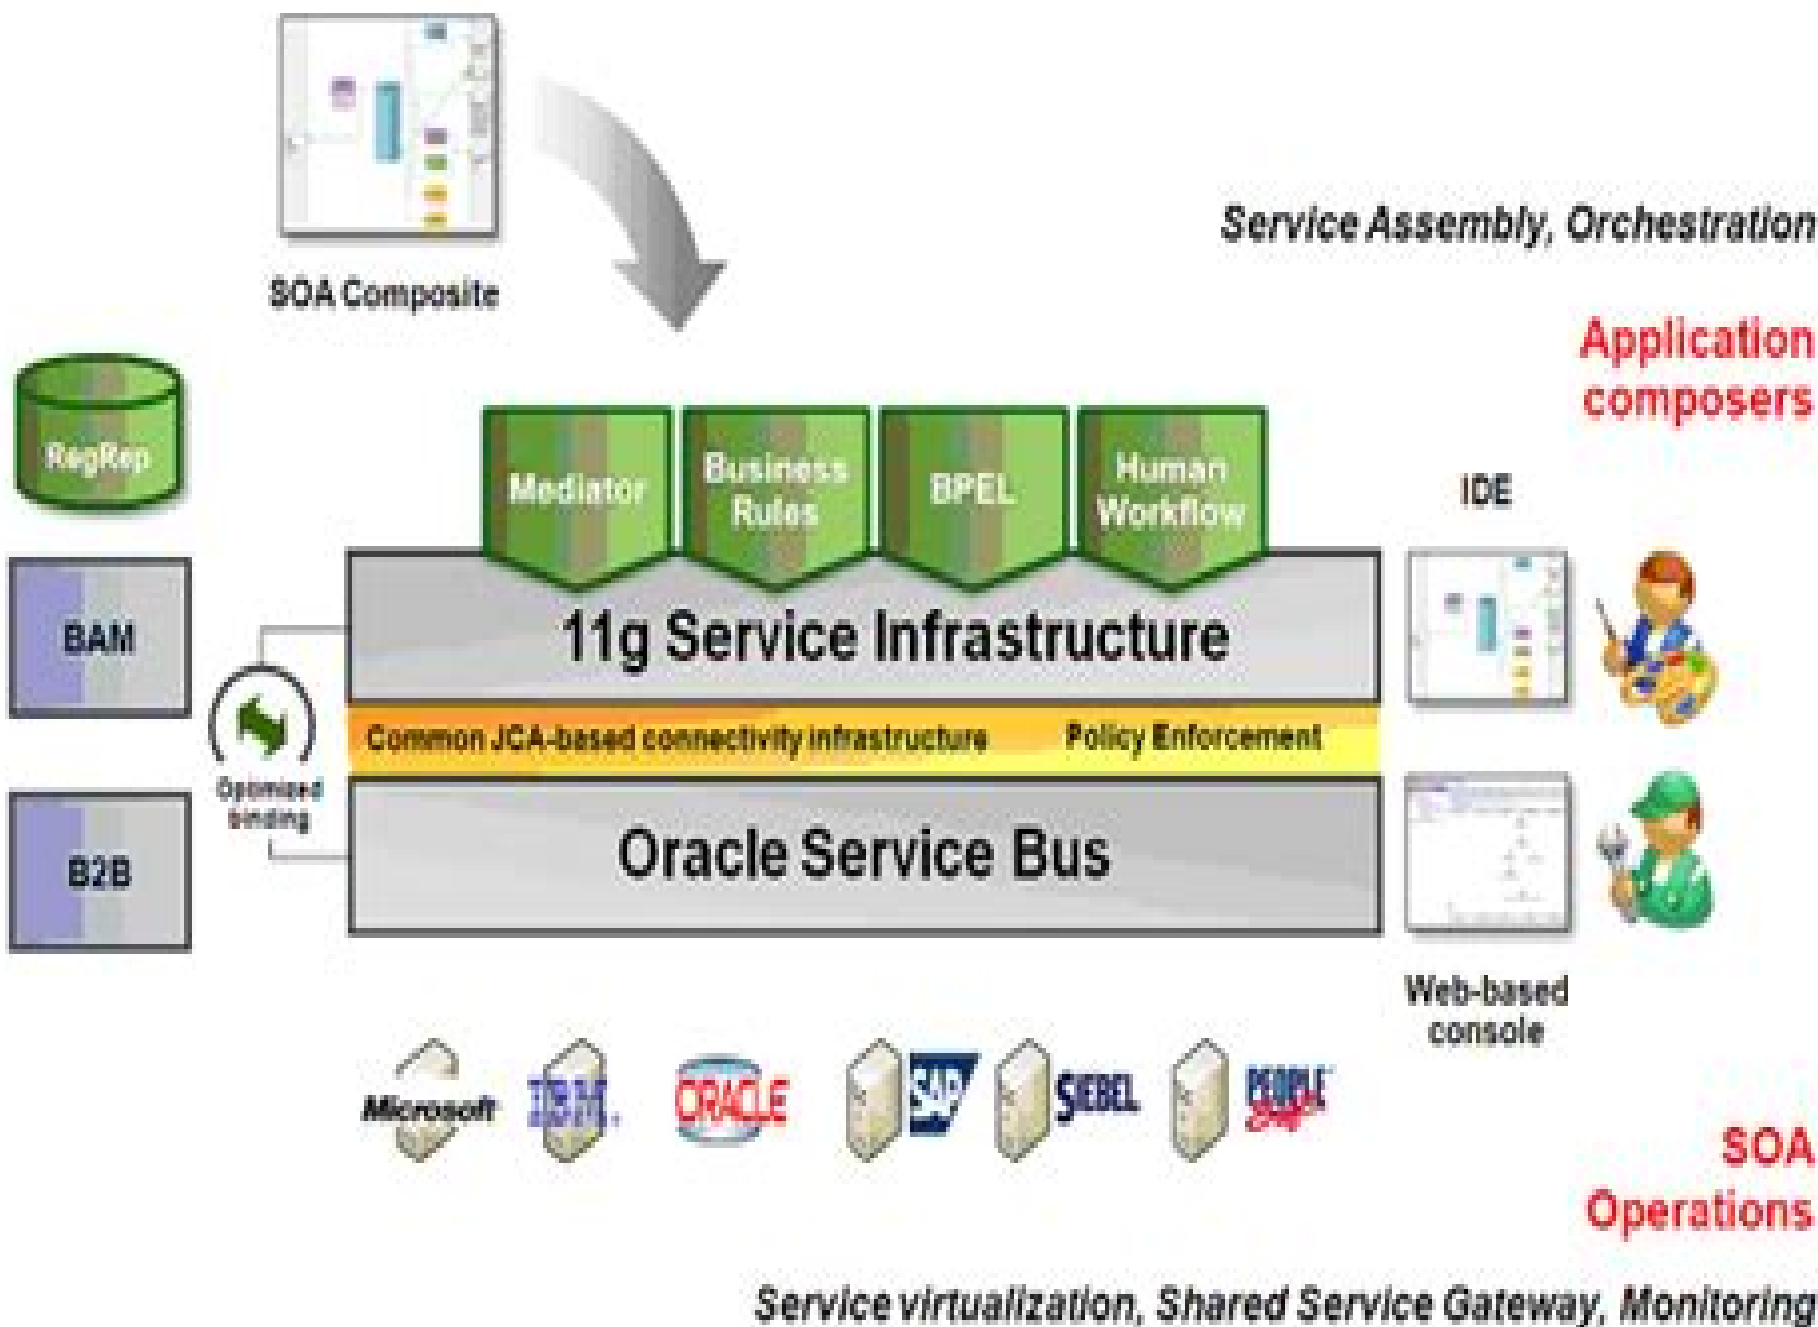 SOA Composite
Service Assembly, Orchestration
Application
composers
RegRep
Mediator
Business
Rules
BPEL
Human
Workflow
IDE
BAM
11g Service Infrastructure
Common JCA-based connectivity infrastructure
Policy Enforcement
Optimized
binding
B2B
Oracle Service Bus
Web-based
console
Microsoft
IBM
ORACLE
SAP
SIEBEL
PEOPLE
Soft
SOA
Operations
Service virtualization, Shared Service Gateway, Monitoring